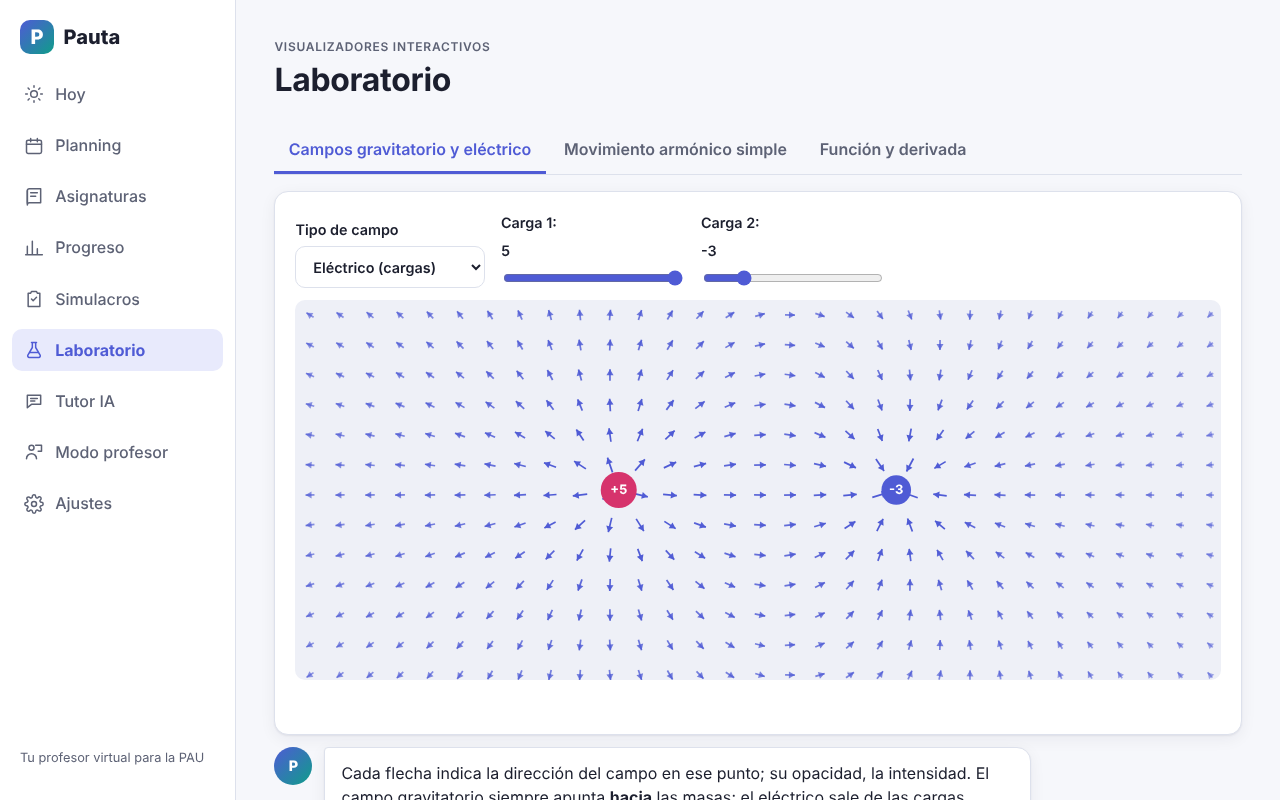 P Pauta
Hoy
Planning
Asignaturas
Progreso
Simulacros
Laboratorio
Tutor IA
Modo profesor
Ajustes
Tu profesor virtual para la PAU
VISUALIZADORES INTERACTIVOS
Laboratorio
Campos gravitatorio y eléctrico Movimiento armónico simple Función y derivada
Tipo de campo
Eléctrico (cargas)
Carga 1:
5
Carga 2:
-3
+5
-3
P
Cada flecha indica la dirección del campo en ese punto; su opacidad, la intensidad. El
campo gravitatorio siempre apunta hacia las masas; el eléctrico sale de las cargas